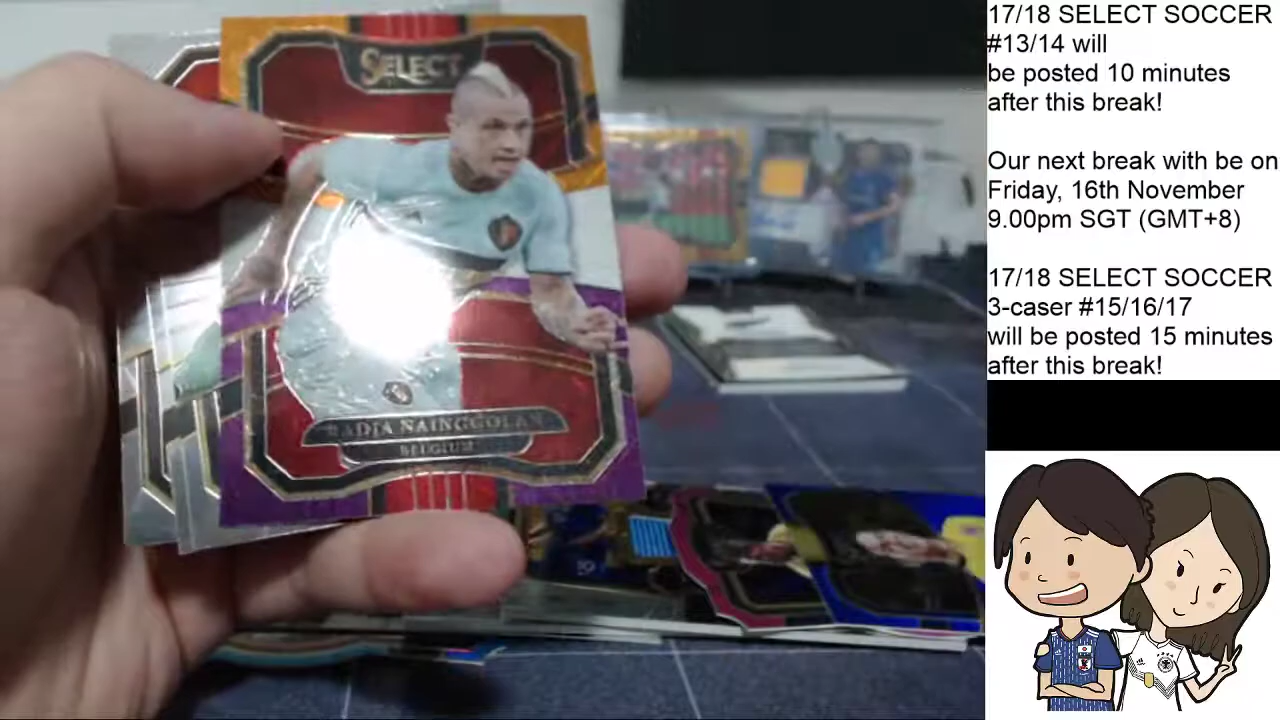 SELECT
RADJA NAINGGOLAN
BELGIUM
17/18 SELECT SOCCER
#13/14 will
be posted 10 minutes
after this break!
Our next break with be on
Friday, 16th November
9.00pm SGT (GMT+8)
17/18 SELECT SOCCER
3-caser #15/16/17
will be posted 15 minutes
after this break!